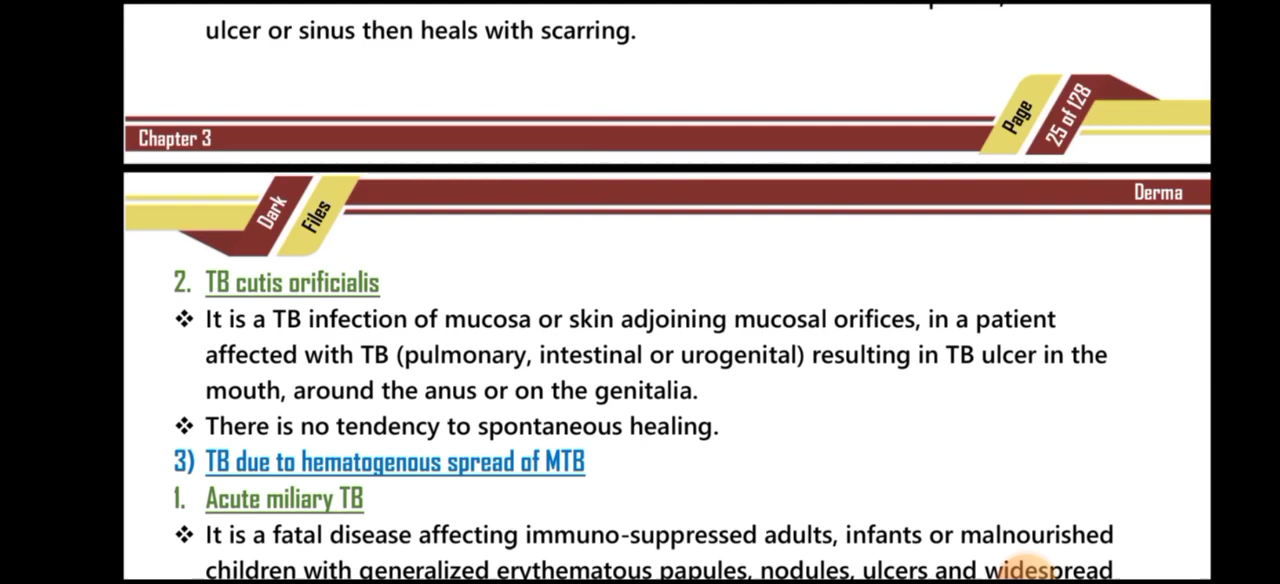 ulcer or sinus then heals with scarring.
Chapter 3
Page
25 of 128
Dark
Files
Derma
2. TB cutis orificialis
❖ It is a TB infection of mucosa or skin adjoining mucosal orifices, in a patient
affected with TB (pulmonary, intestinal or urogenital) resulting in TB ulcer in the
mouth, around the anus or on the genitalia.
❖ There is no tendency to spontaneous healing.
3) TB due to hematogenous spread of MTB
1. Acute miliary TB
❖ It is a fatal disease affecting immuno-suppressed adults, infants or malnourished
children with generalized erythematous papules, nodules, ulcers and widespread